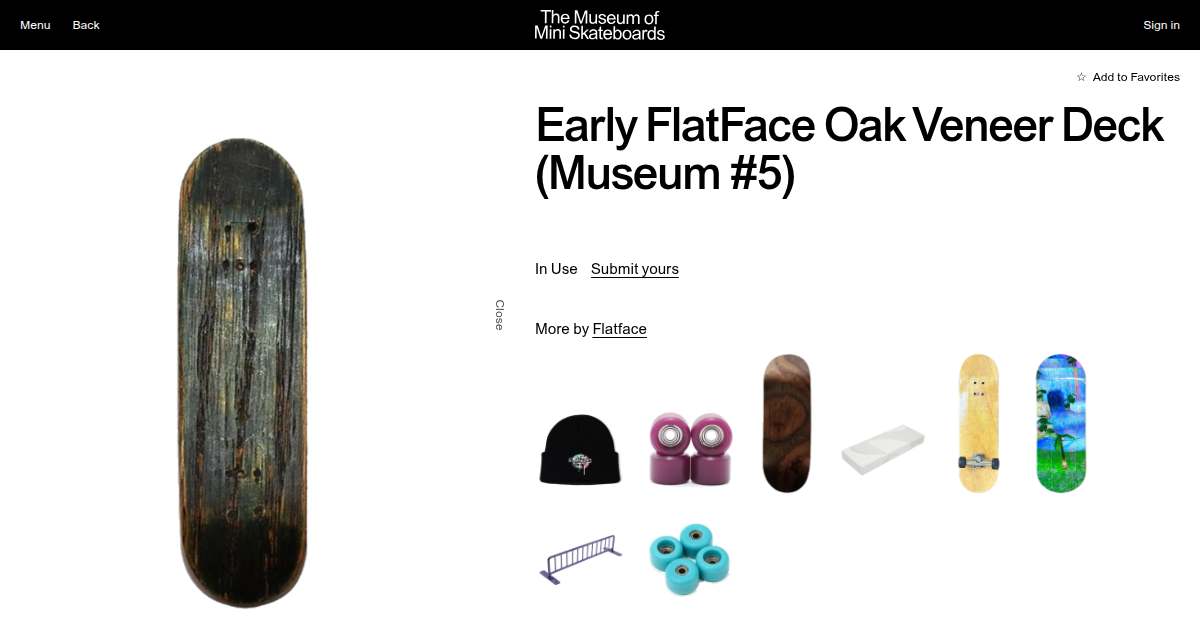 Menu
Back
The Museum of
Mini Skateboards
Sign in
☆ Add to Favorites
Early FlatFace Oak Veneer Deck
(Museum #5)
In Use Submit yours
Close
More by Flatface